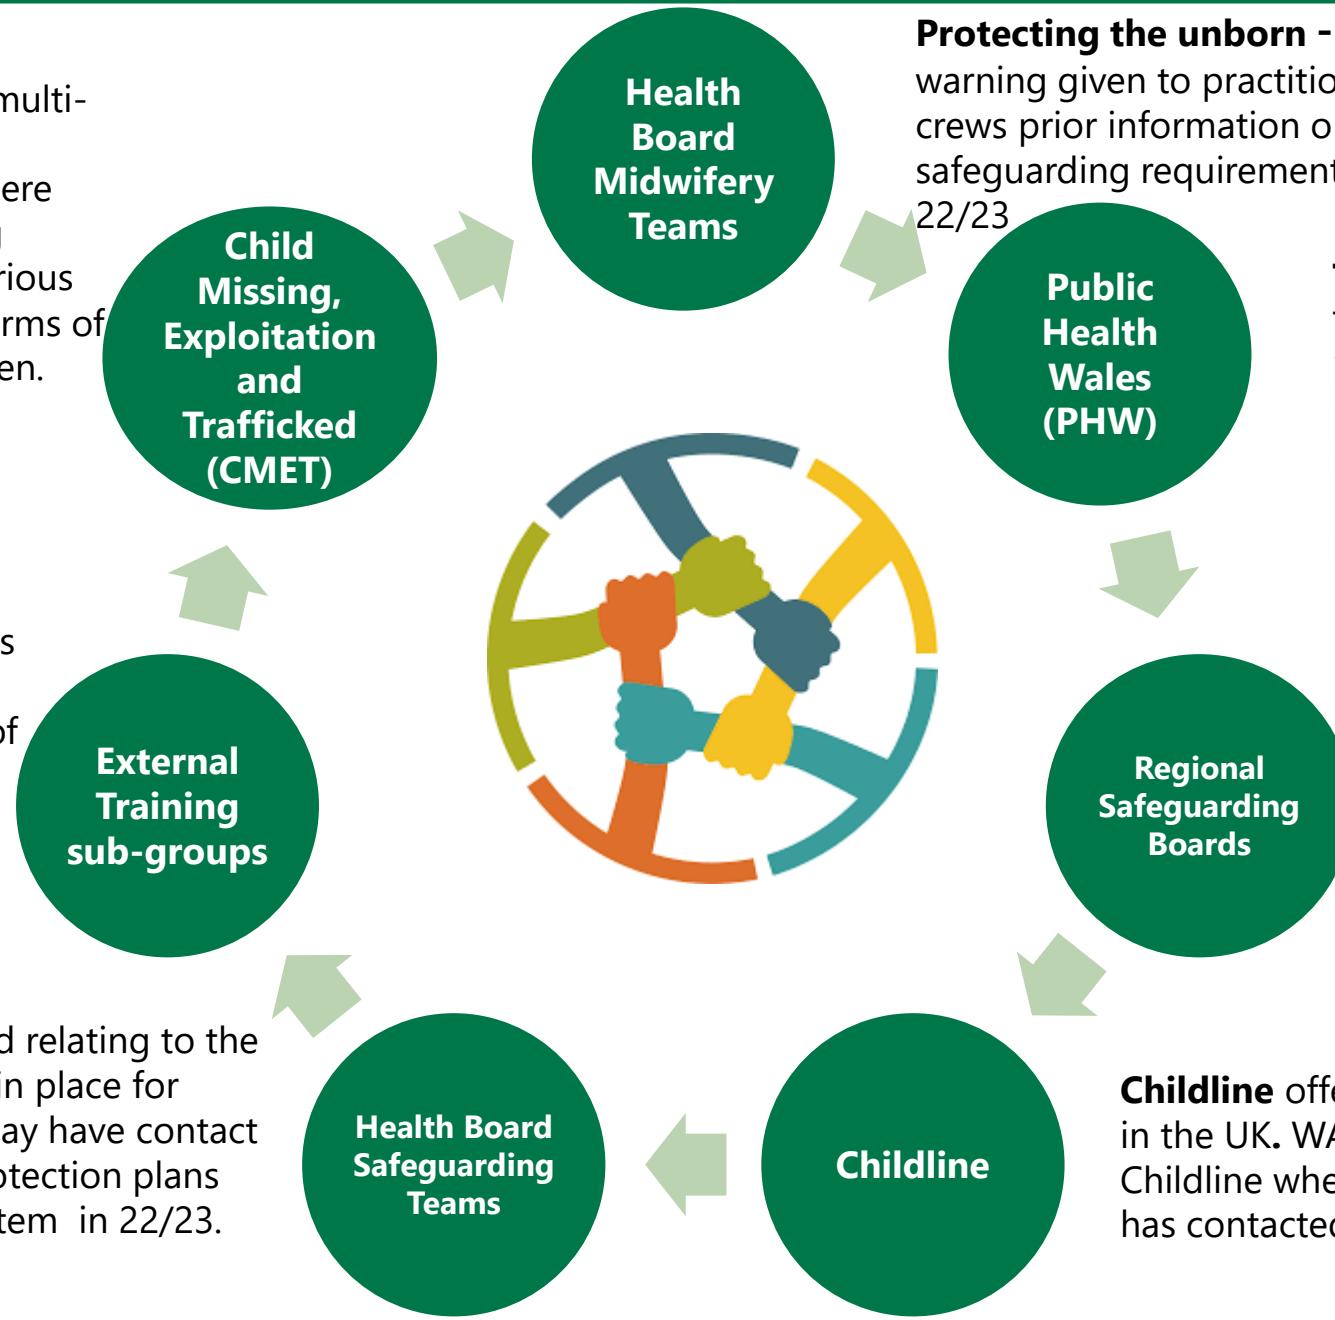 Protecting the unborn -
warning given to practitio
crews prior information o
safeguarding requirement
22/23
Health
Board
Midwifery
Teams
Public
Health
Wales
(PHW)
Regional
Safeguarding
Boards
Childline
Childline offe
in the UK. WA
Childline whe
has contacted
Health Board
Safeguarding
Teams
d relating to the
in place for
ay have contact
otection plans
tem in 22/23.
External
Training
sub-groups
s
of
Child
Missing,
Exploitation
and
Trafficked
(CMET)
multi-
ere
rious
rms of
en.